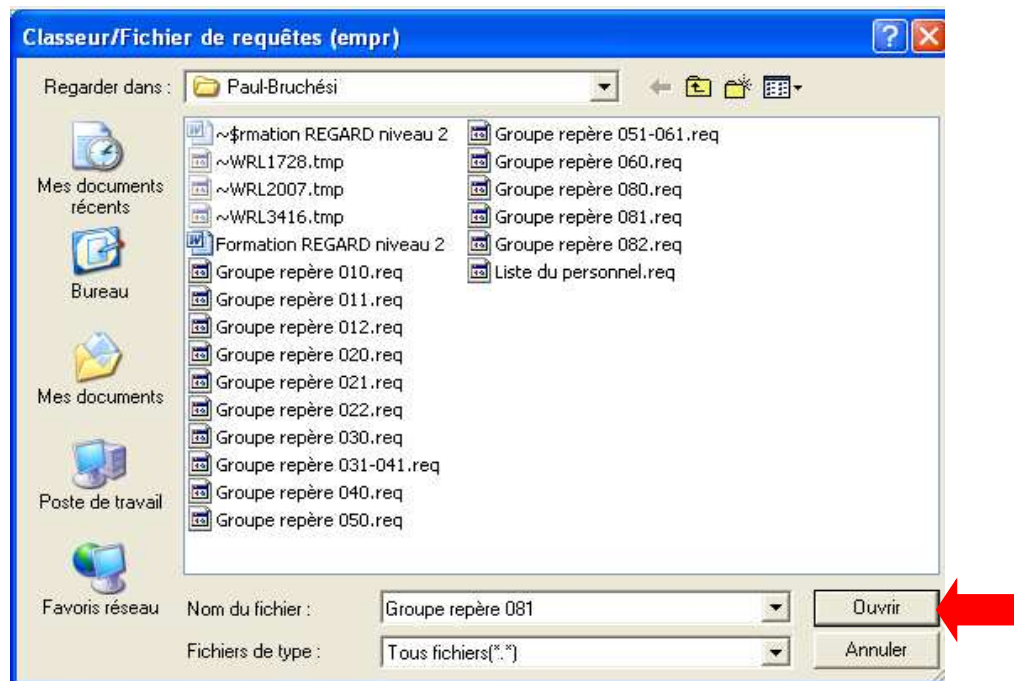 Classeur/Fichier de requêtes (empr)
Regarder dans :
Paul-Bruchési
Mes documents
récents
Bureau
Mes documents
Poste de travail
Favoris réseau
~$rmation REGARD niveau 2
~WRL1728.tmp
~WRL2007.tmp
~WRL3416.tmp
Formation REGARD niveau 2
Groupe repère 010.req
Groupe repère 011.req
Groupe repère 012.req
Groupe repère 020.req
Groupe repère 021.req
Groupe repère 022.req
Groupe repère 030.req
Groupe repère 031-041.req
Groupe repère 040.req
Groupe repère 050.req
Groupe repère 051-061.req
Groupe repère 060.req
Groupe repère 080.req
Groupe repère 081.req
Groupe repère 082.req
Liste du personnel.req
Nom du fichier :
Groupe repère 081
Ouvrir
Fichiers de type :
Tous fichiers(*.*)
Annuler